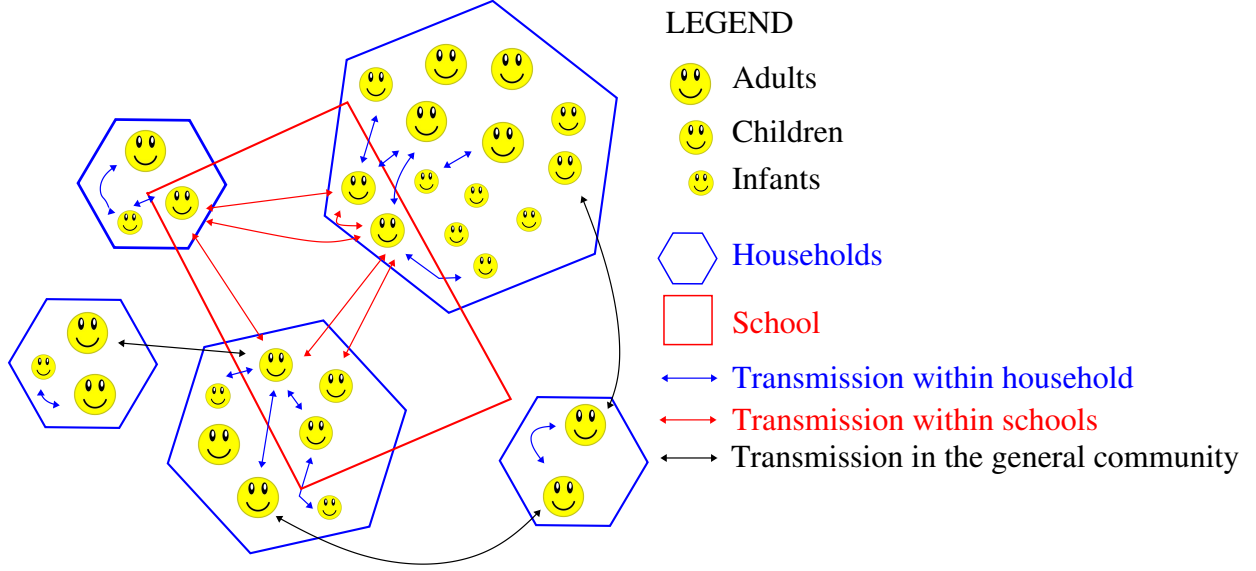 LEGEND
Adults
Children
Infants
Households
School
Transmission within household
Transmission within schools
Transmission in the general community